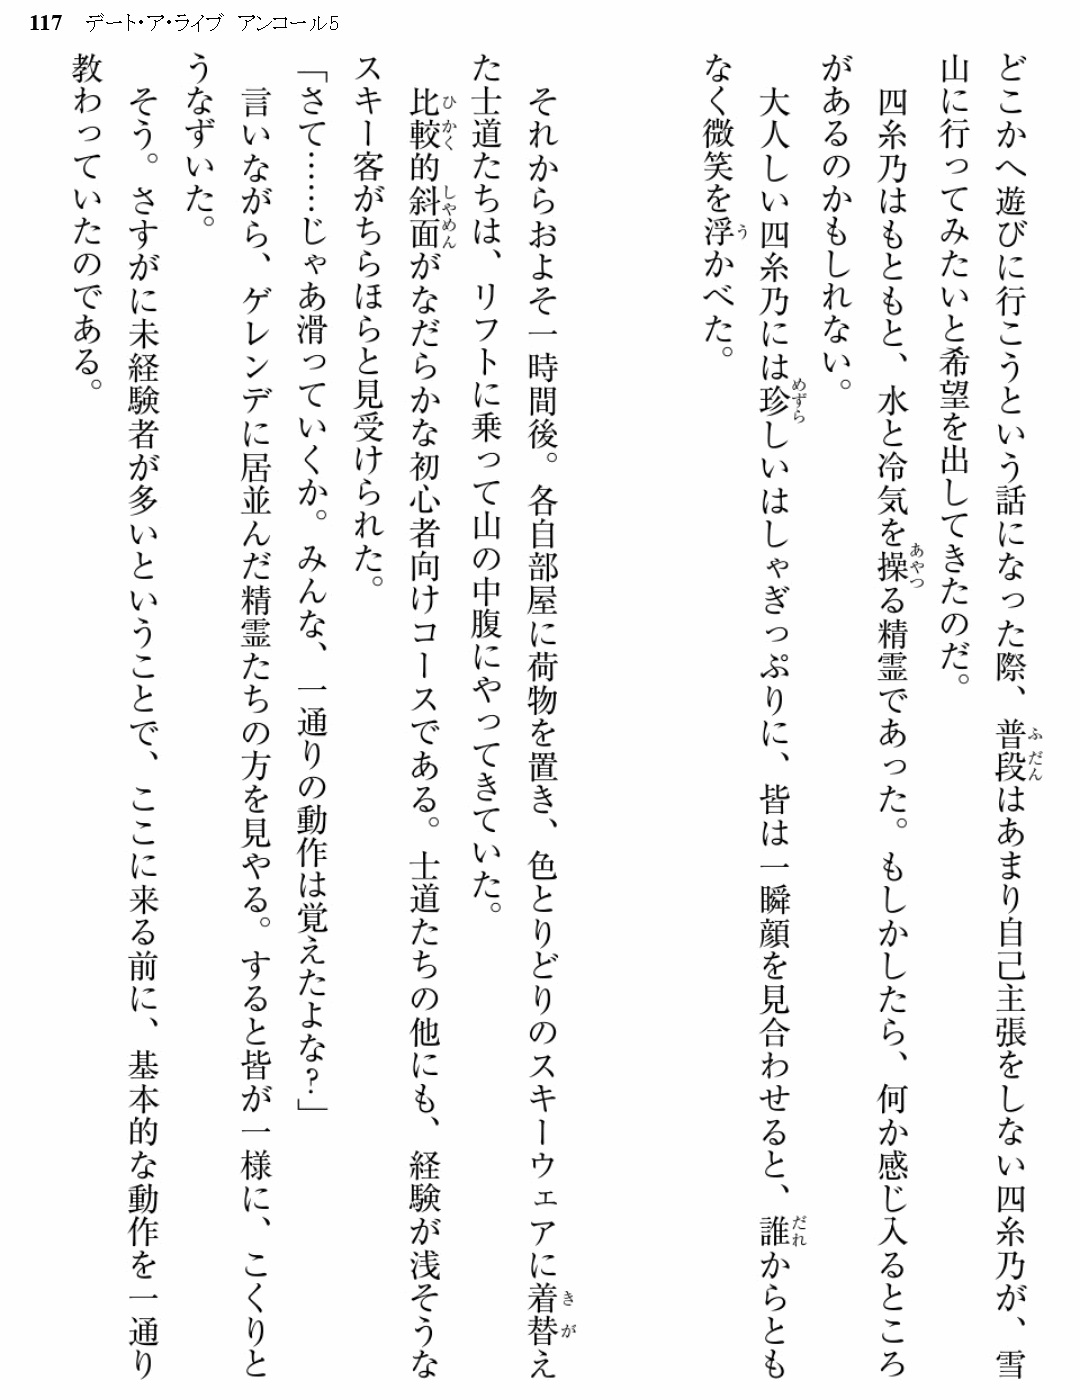 117 デート・ア・ライブ アンコール5
どこかへ遊びに行こうという話になった際、普段はあまり自己主張をしない四糸乃が、雪
山に行ってみたいと希望を出してきたのだ。
四糸乃はもともと、水と冷気を操る精霊であった。もしかしたら、何か感じ入るところ
があるのかもしれない。
大人しい四糸乃には珍しいはしゃぎっぷりに、皆は一瞬顔を見合わせると、誰からとも
なく微笑を浮かべた。
それからおよそ一時間後。各自部屋に荷物を置き、色とりどりのスキーウェアに着替え
た士道たちは、リフトに乗って山の中腹にやってきていた。
比較的斜面がなだらかな初心者向けコースである。士道たちの他にも、経験が浅そうな
スキー客がちらほらと見受けられた。
「さて……じゃあ滑っていくか。みんな、一通りの動作は覚えたよな?」
言いながら、ゲレンデに居並んだ精霊たちの方を見やる。すると皆が一様に、こくりと
うなずいた。
そう。さすがに未経験者が多いということで、ここに来る前に、基本的な動作を一通り
教わっていたのである。